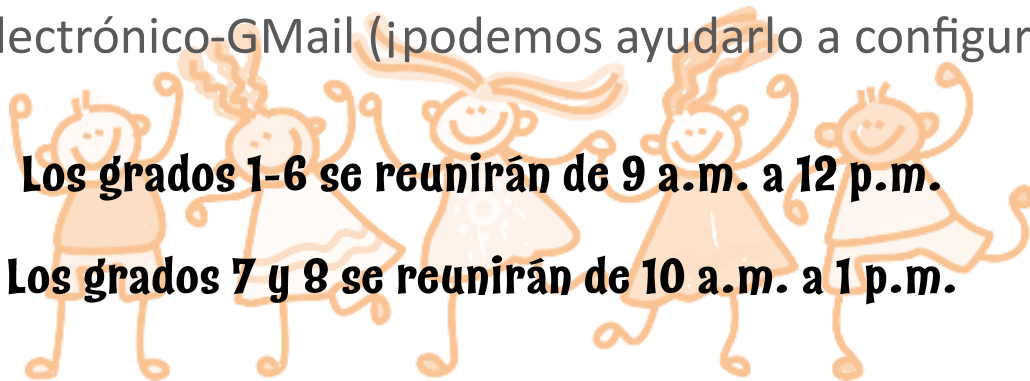 lectrónico-GMail (¡podemos ayudarlo a configur
Los grados 1-6 se reunirán de 9 a.m. a 12 p.m.
Los grados 7 y 8 se reunirán de 10 a.m. a 1 p.m.